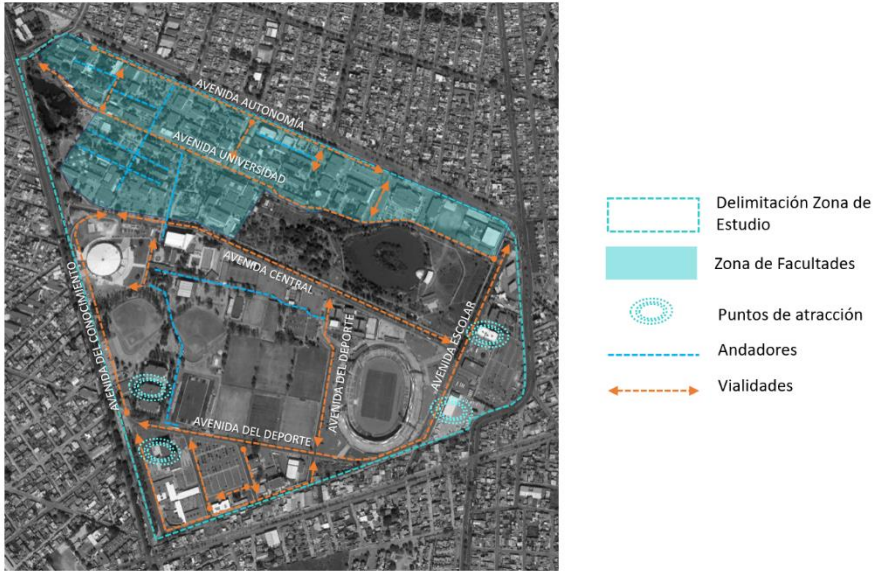 AVENIDA AUTONOMÍA
AVENIDA UNIVERSIDAD
AVENIDA CENTRAL
AVENIDA DEL CONOCIMIENTO
AVENIDA DEL DEPORTE
AVENIDA ESCOLAR
AVENIDA DEL DEPORTE
Delimitación Zona de
Estudio
Zona de Facultades
Puntos de atracción
Andadores
Vialidades